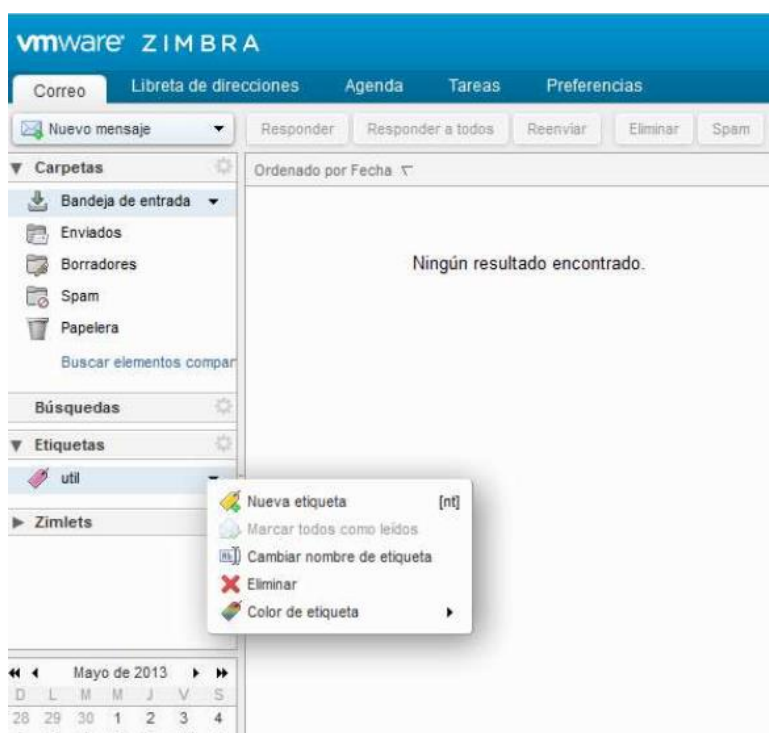 vmware ZIMBRA
Correo Libreta de direcciones Agenda Tareas Preferencias
Nuevo mensaje Responder Responder a todos Reenviar Eliminar Spam
Carpetas
Ordenado por Fecha
Bandeja de entrada
Enviados
Borradores
Spam
Papelera
Buscar elementos compar
Ningún resultado encontrado.
Búsquedas
Etiquetas
util
Nueva etiqueta [nt]
Marcar todos como leídos
Cambiar nombre de etiqueta
Eliminar
Color de etiqueta
Zimlets
Mayo de 2013
D L M M J V S
28 29 30 1 2 3 4